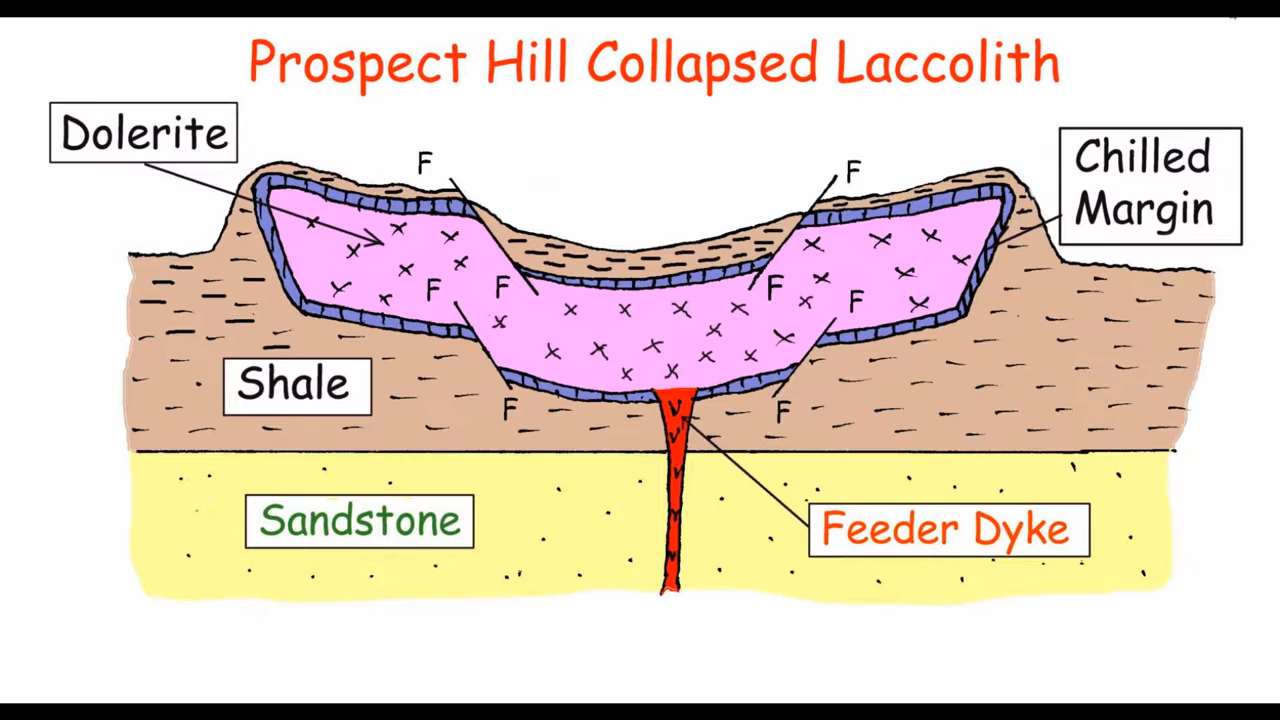 Prospect Hill Collapsed Laccolith
Dolerite
Chilled
Margin
F
F
F
F
F
F
Shale
F
F
Sandstone
Feeder Dyke